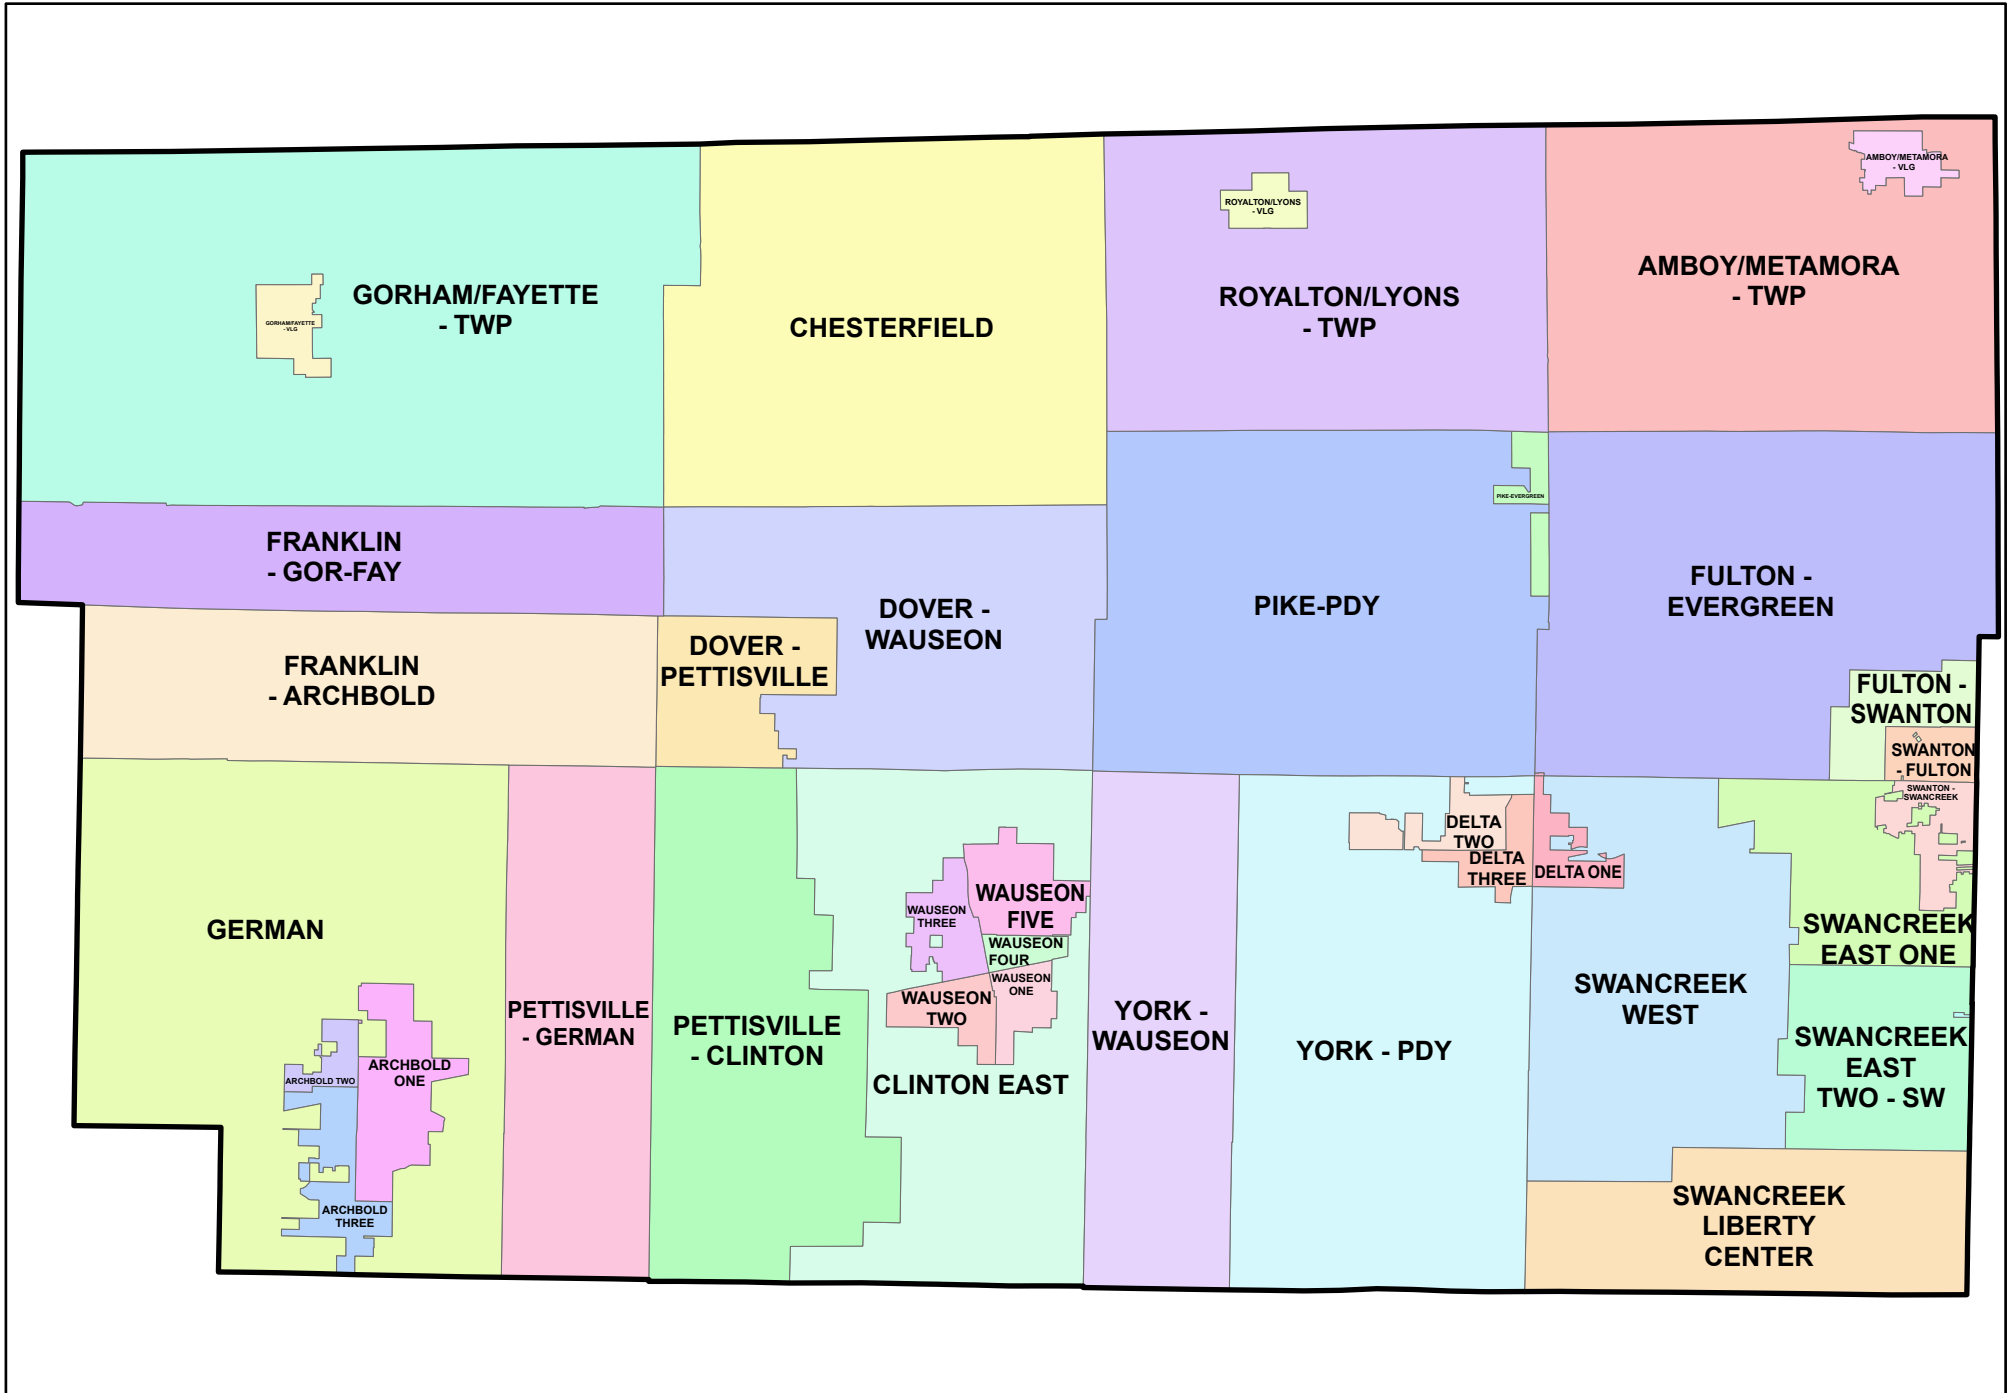 AMBOY/METAMORA
- VLG
ROYALTON/LYONS
- VLG
AMBOY/METAMORA
- TWP
GORHAM/FAYETTE
- TWP
ROYALTON/LYONS
- TWP
CHESTERFIELD
GORHAM/FAYETTE
- VLG
PIKE-EVERGREEN
FRANKLIN
- GOR-FAY
FULTON -
EVERGREEN
PIKE-PDY
DOVER -
WAUSEON
DOVER -
PETTISVILLE
FRANKLIN
- ARCHBOLD
FULTON -
SWANTON
SWANTON
- FULTON
SWANTON -
SWANCREEK
DELTA
TWO
DELTA
THREE
DELTA ONE
WAUSEON
FIVE
WAUSEON
THREE
WAUSEON
FOUR
WAUSEON
ONE
WAUSEON
TWO
GERMAN
SWANCREEK
EAST ONE
SWANCREEK
WEST
PETTISVILLE
- GERMAN
PETTISVILLE
- CLINTON
YORK -
WAUSEON
YORK - PDY
SWANCREEK
EAST
TWO - SW
CLINTON EAST
ARCHBOLD
ONE
ARCHBOLD TWO
ARCHBOLD
THREE
SWANCREEK
LIBERTY
CENTER